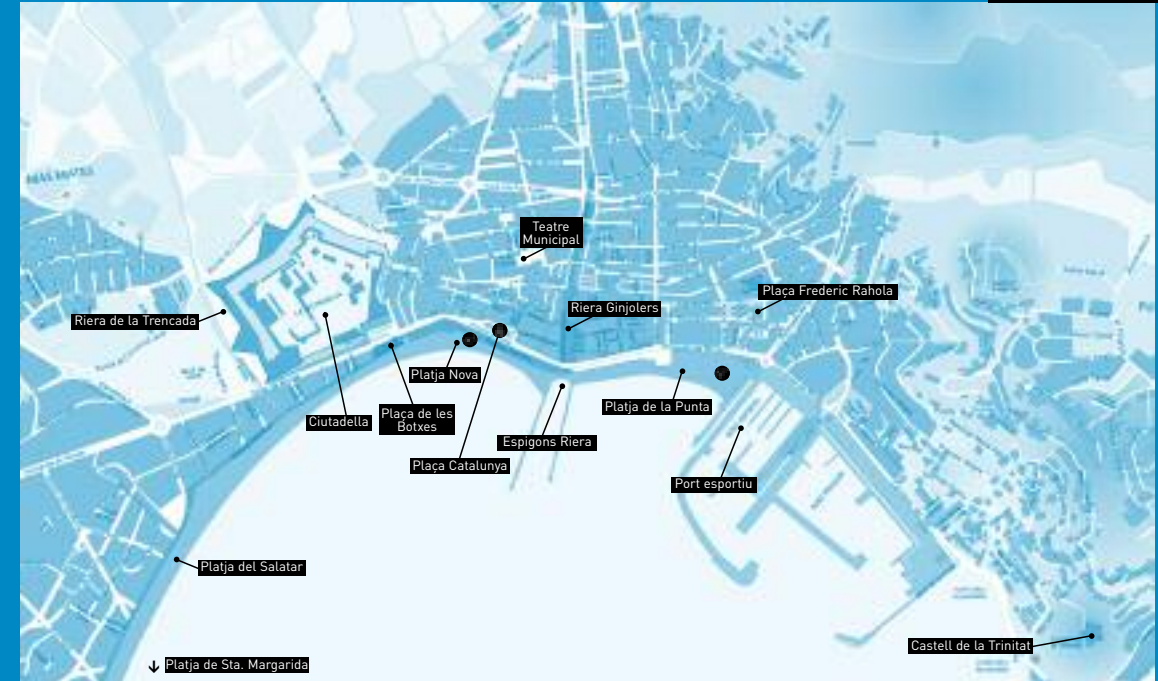 Teatre
Municipal
Plaça Frederic Rahola
Riera Ginjolers
Riera de la Trencada
Platja Nova
Platja de la Punta
Plaça de les
Botxes
Ciutadella
Espigons Riera
Plaça Catalunya
Port esportiu
Platja del Salatar
Castell de la Trinitat
Platja de Sta. Margarida